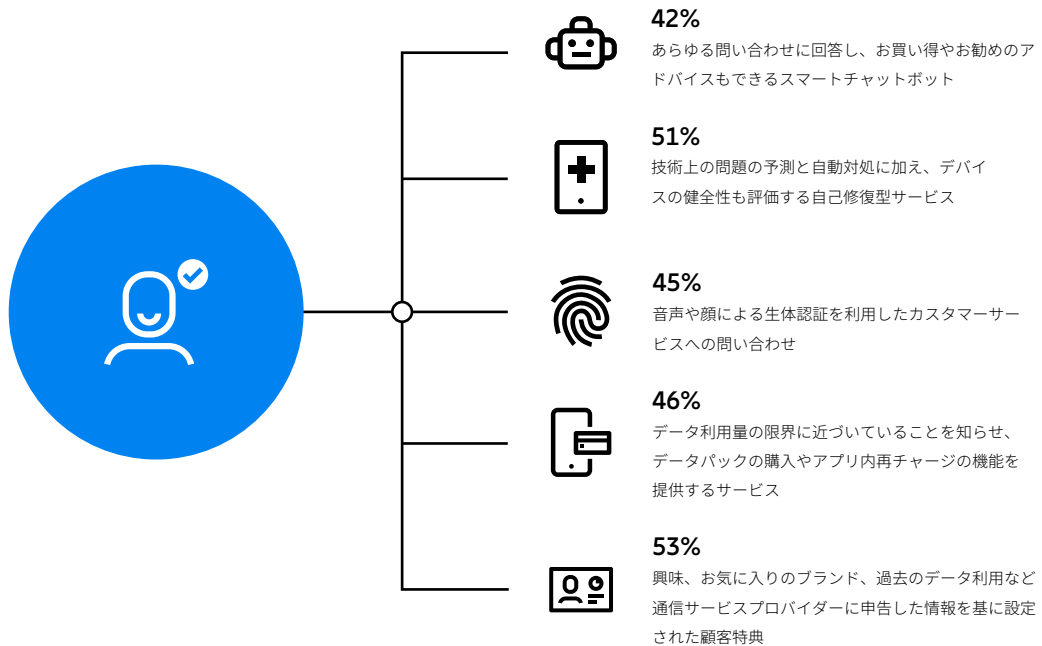 42%
あらゆる問い合わせに回答し、お買い得やお勧めのア
ドバイスもできるスマートチャットボット
51%
技術上の問題の予測と自動対処に加え、デバイ
スの健全性も評価する自己修復型サービス
45%
音声や顔による生体認証を利用したカスタマーサー
ビスへの問い合わせ
46%
データ利用量の限界に近づいていることを知らせ、
データパックの購入やアプリ内再チャージの機能を
提供するサービス
53%
興味、お気に入りのブランド、過去のデータ利用など
通信サービスプロバイダーに申告した情報を基に設定
された顧客特典